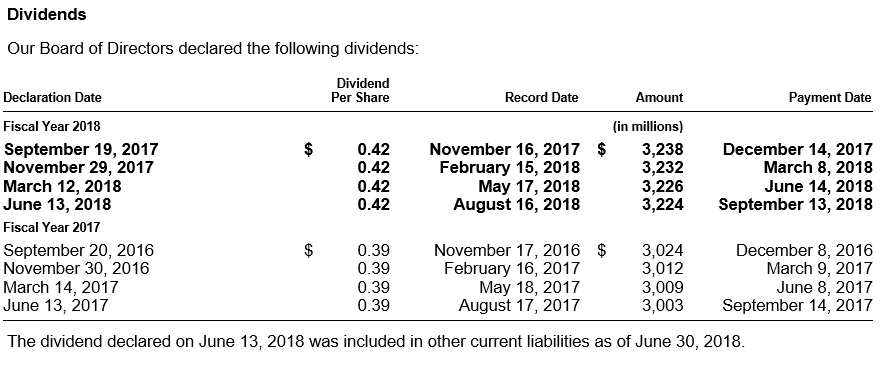 Dividends
Our Board of Directors declared the following dividends:
Dividend
Declaration Date Per Share Record Date Amount Payment Date
Fiscal Year 2018 (in millions)
September 19, 2017 $ 0.42 November 16, 2017 $ 3,238 December 14, 2017
November 29, 2017 0.42 February 15, 2018 3,232 March 8, 2018
March 12, 2018 0.42 May 17, 2018 3,226 June 14, 2018
June 13, 2018 0.42 August 16, 2018 3,224 September 13, 2018
Fiscal Year 2017
September 20, 2016 $ 0.39 November 17, 2016 $ 3,024 December 8, 2016
November 30, 2016 0.39 February 16, 2017 3,012 March 9, 2017
March 14, 2017 0.39 May 18, 2017 3,009 June 8, 2017
June 13, 2017 0.39 August 17, 2017 3,003 September 14, 2017
The dividend declared on June 13, 2018 was included in other current liabilities as of June 30, 2018.